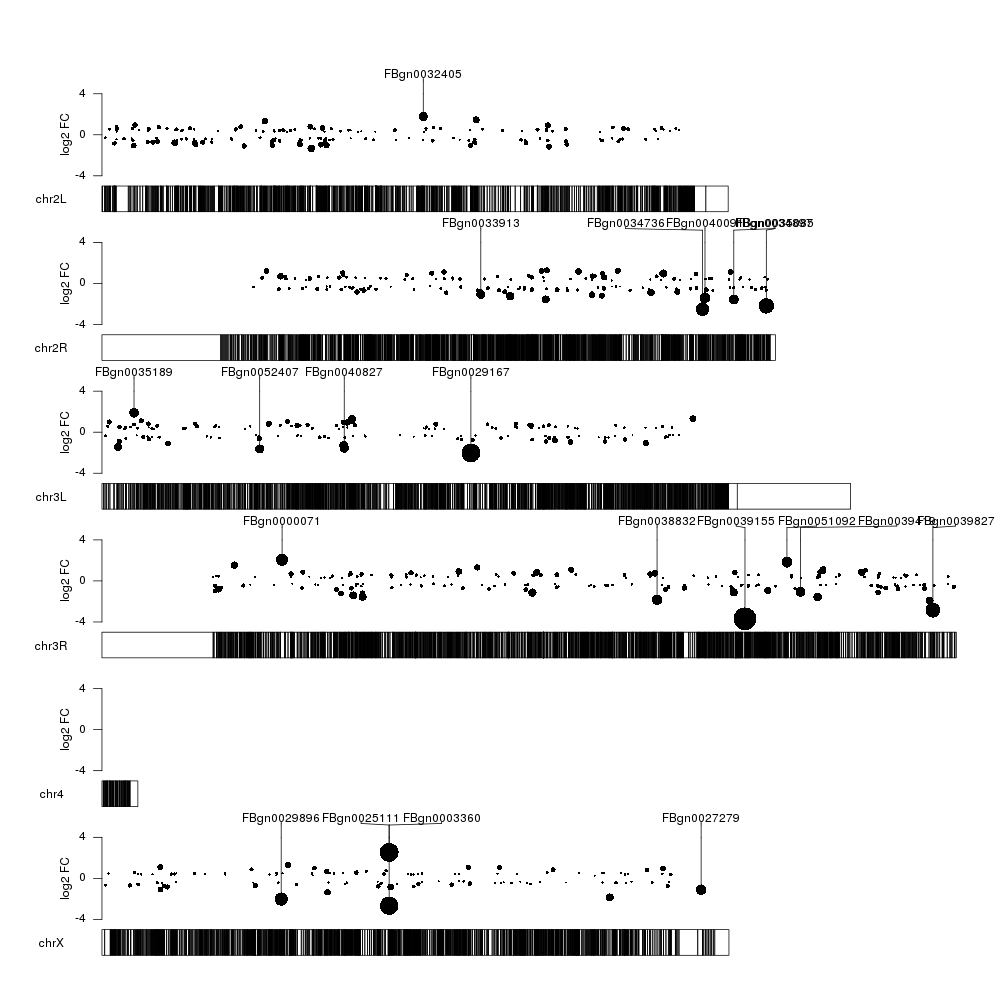 FBgn0032405
4
0
-4
log2 FC
chr2L
FBgn0033913 FBgn0034736
4
0
-4
log2 FC
chr2R
FBgn0035189 FBgn0052407 FBgn0040827 FBgn0029167
4
0
-4
log2 FC
chr3L
FBgn0000071 FBgn0038832 FBgn0039155 FBgn0051092 FBgn0039827
4
0
-4
log2 FC
chr3R
4
0
-4
log2 FC
chr4
FBgn0029896 FBgn0025111 FBgn0003360 FBgn0027279
4
0
-4
log2 FC
chrX